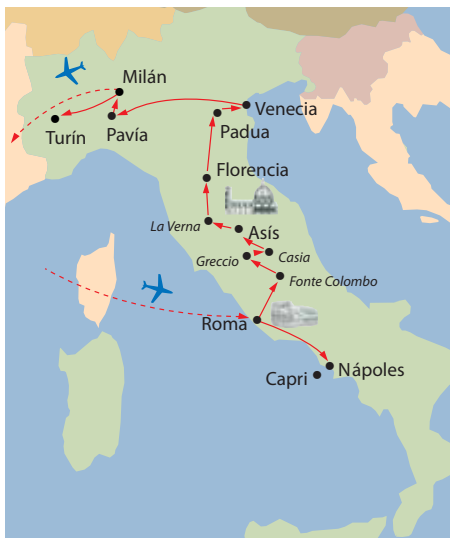 Milán
Venecia
Turín
Pavía
Padua
Florencia
La Verna
Asís
Greccio
Casia
Fonte Colombo
Roma
Capri
Nápoles